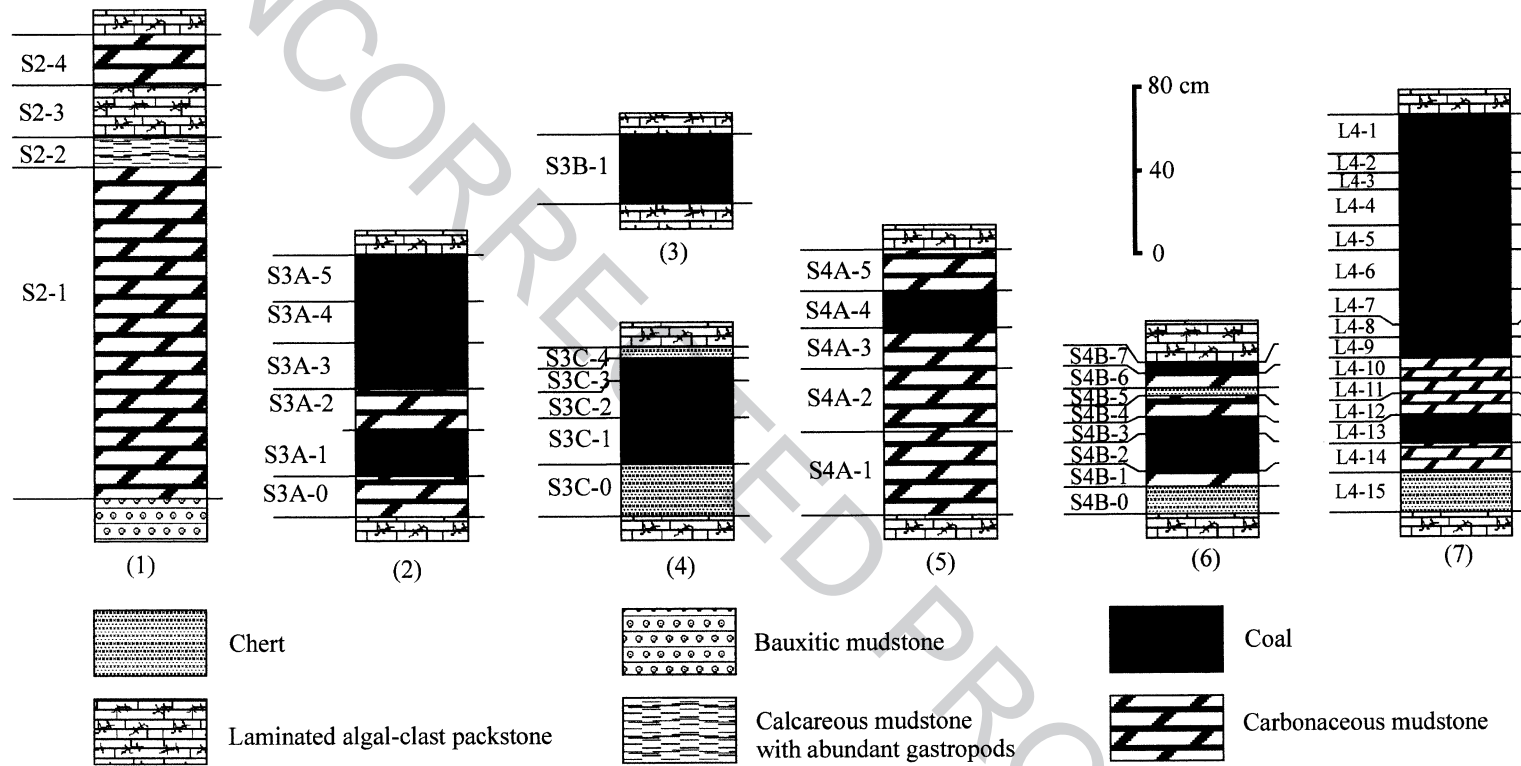 S2-4
S2-3
S2-2
S2-1
(1)
S3A-5
S3A-4
S3A-3
S3A-2
S3A-1
S3A-0
(2)
S3B-1
(3)
S3C-4
S3C-3
S3C-2
S3C-1
S3C-0
(4)
S4A-5
S4A-4
S4A-3
S4A-2
S4A-1
(5)
80 cm
40
0
S4B-7
S4B-6
S4B-5
S4B-4
S4B-3
S4B-2
S4B-1
S4B-0
(6)
L4-1
L4-2
L4-3
L4-4
L4-5
L4-6
L4-7
L4-8
L4-9
L4-10
L4-11
L4-12
L4-13
L4-14
L4-15
(7)
Chert
Bauxitic mudstone
Coal
Laminated algal-clast packstone
Calcareous mudstone
with abundant gastropods
Carbonaceous mudstone
NCORRECTED PRO